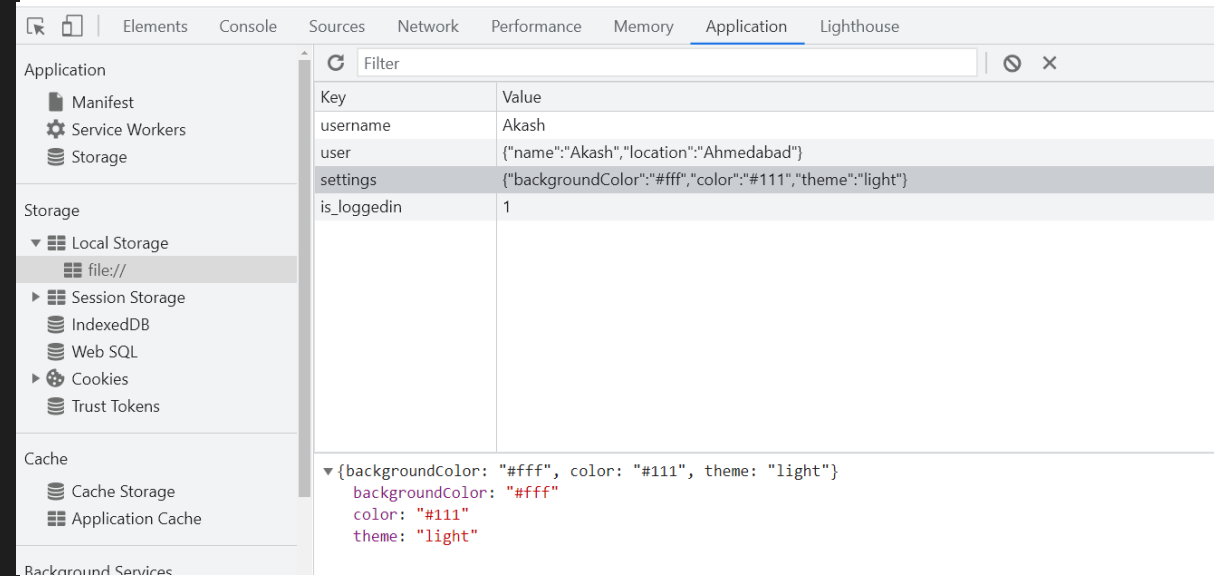 Elements Console Sources Network Performance Memory Application Lighthouse
Application
Manifest
Service Workers
Storage
Storage
Local Storage
file://
Session Storage
IndexedDB
Web SQL
Cookies
Trust Tokens
Cache
Cache Storage
Application Cache
Background Services
Filter
Key Value
username Akash
user {"name":"Akash","location":"Ahmedabad"}
settings {"backgroundColor":"#fff","color":"#111","theme":"light"}
is_loggedin 1
{backgroundColor: "#fff", color: "#111", theme: "light"}
backgroundColor: "#fff"
color: "#111"
theme: "light"